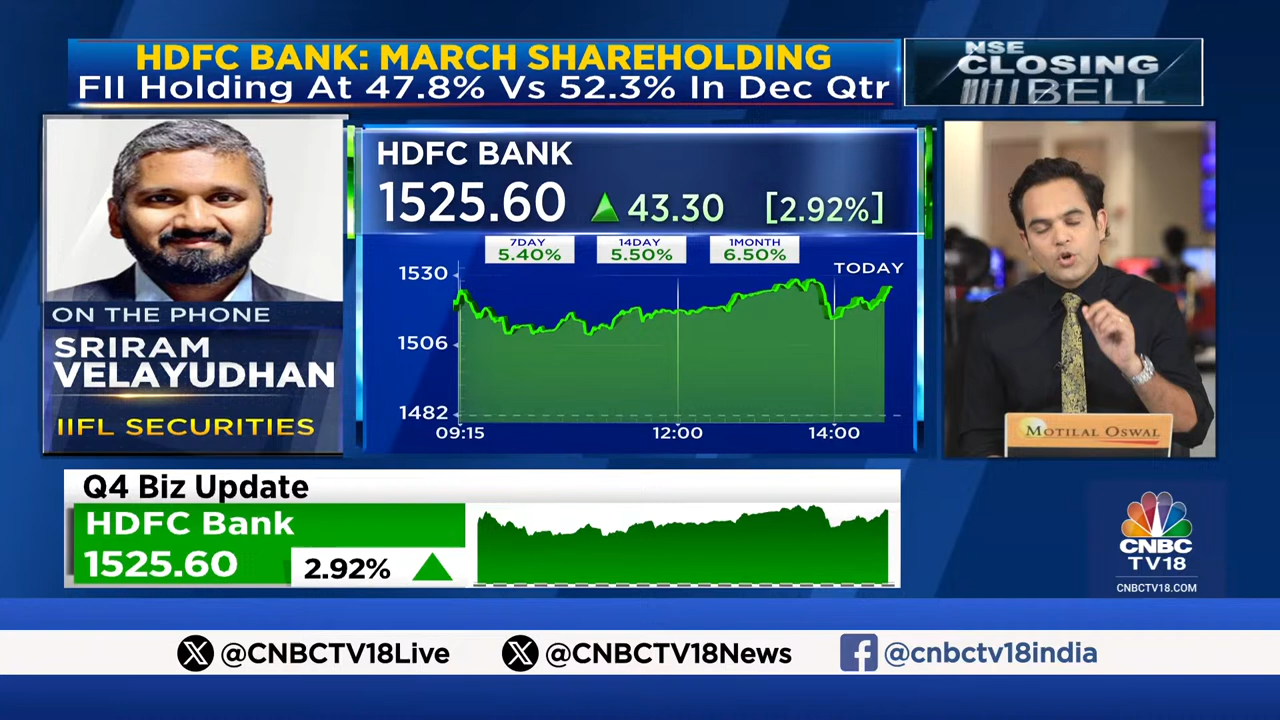 HDFC BANK: MARCH SHAREHOLDING
FII Holding At 47.8% Vs 52.3% In Dec Qtr
NSE
CLOSING
BELL
HDFC BANK
1525.60 43.30 [2.92%]
7DAY 14DAY 1MONTH
5.40% 5.50% 6.50%
TODAY
1530
1506
1482
09:15 12:00 14:00
ON THE PHONE
SRIRAM
VELAYUDHAN
IIFL SECURITIES
MOTILAL OSWAL
Q4 Biz Update
HDFC Bank
1525.60 2.92%
CNBC
TV18
CNBCTV18.COM
@CNBCTV18Live @CNBCTV18News @cnbctv18india